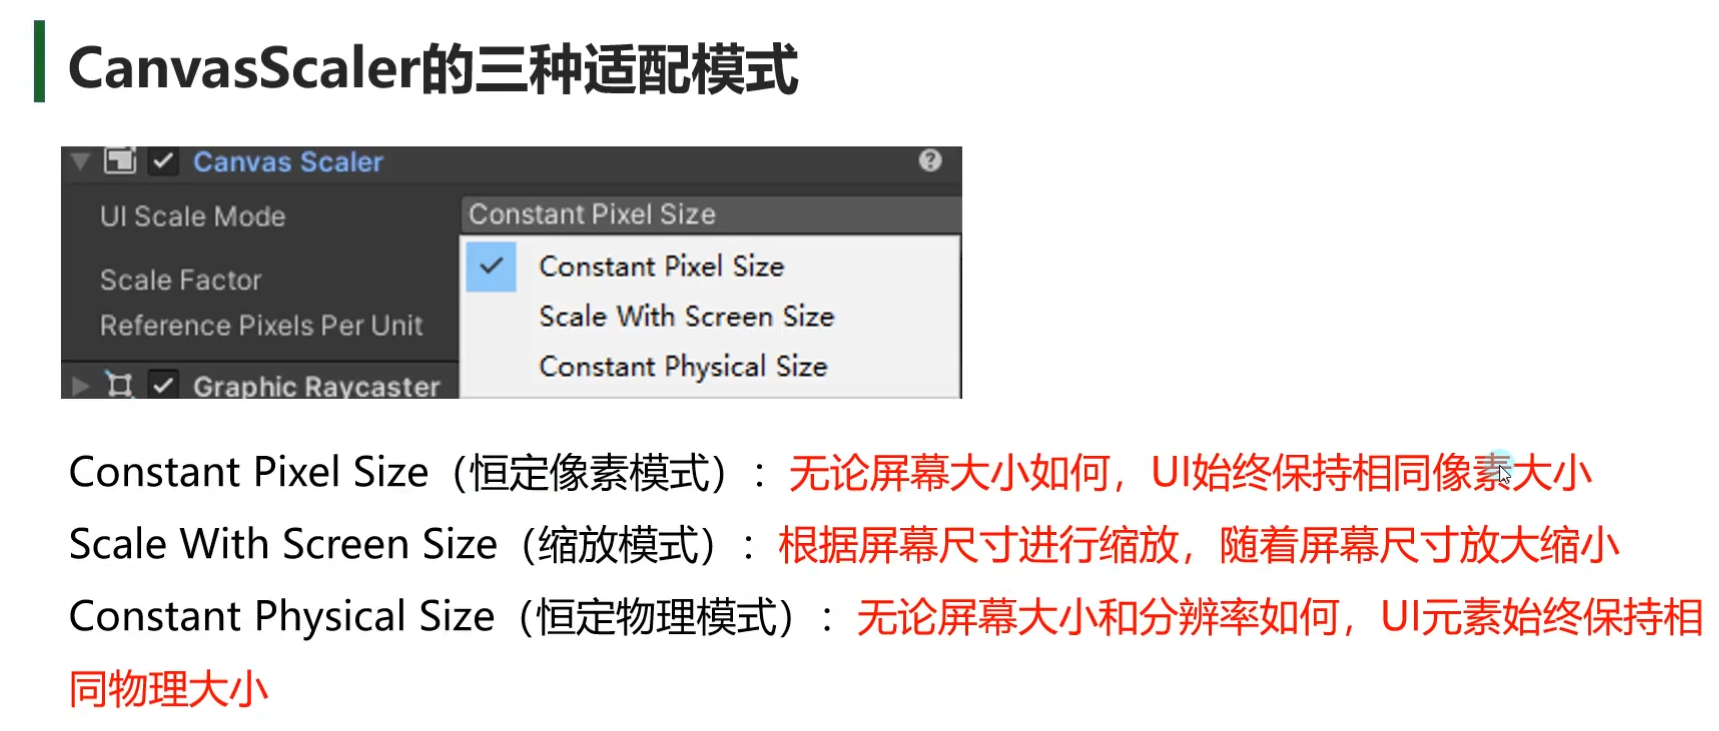 CanvasScaler的三种适配模式
Canvas Scaler
UI Scale Mode
Constant Pixel Size
Constant Pixel Size
Scale Factor
Scale With Screen Size
Reference Pixels Per Unit
Constant Physical Size
Graphic Raycaster
Constant Pixel Size（恒定像素模式）：无论屏幕大小如何，UI始终保持相同像素大小
Scale With Screen Size（缩放模式）：根据屏幕尺寸进行缩放，随着屏幕尺寸放大缩小
Constant Physical Size（恒定物理模式）：无论屏幕大小和分辨率如何，UI元素始终保持相
同物理大小